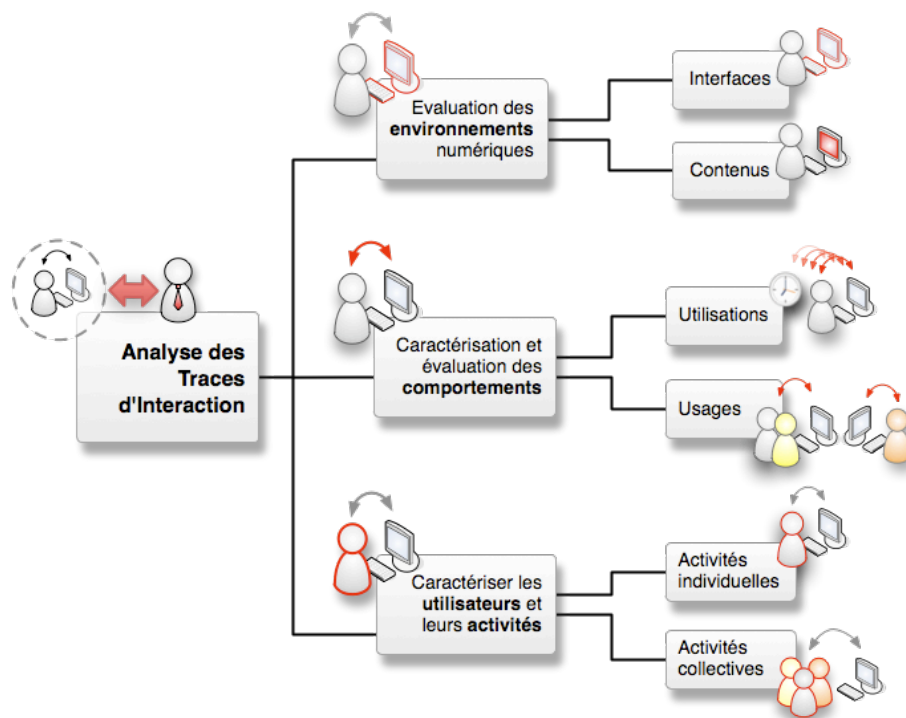 Evaluation des
environnements
numériques
Interfaces
Contenus
Analyse des
Traces
d'Interaction
Caractérisation et
évaluation des
comportements
Utilisations
Usages
Caractériser les
utilisateurs et
leurs activités
Activités
individuelles
Activités
collectives